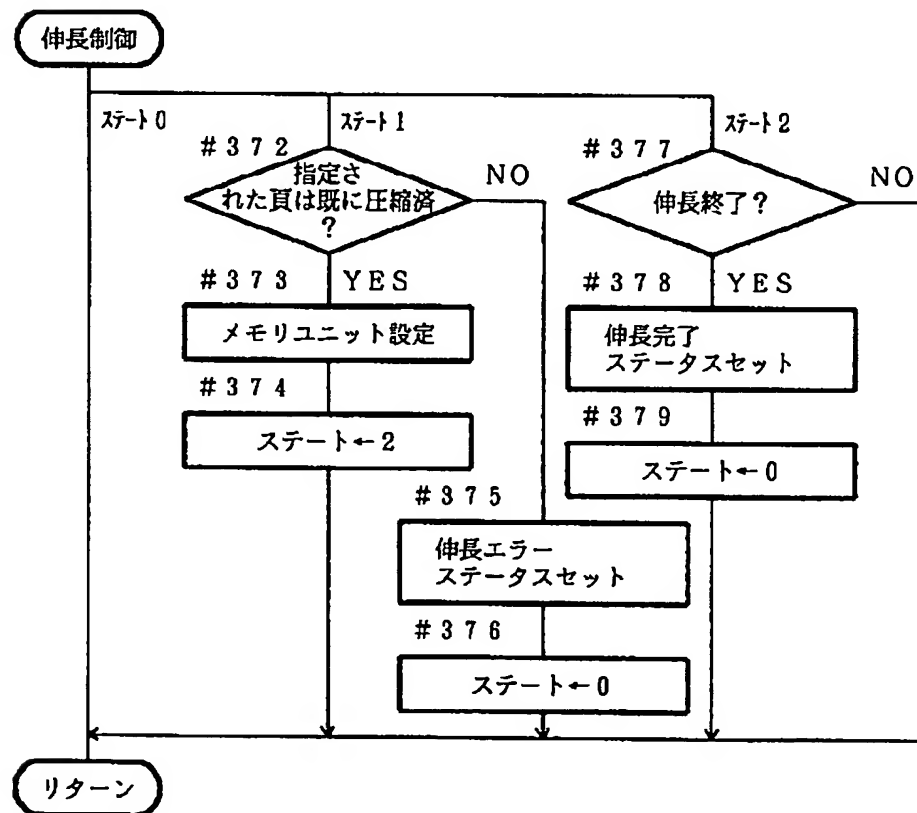 伸長制御
ステート0
ステート1
ステート2
#372
指定さ
れた頁は既に圧縮済
?
NO
#377
伸長終了?
NO
#373
YES
メモリユニット設定
#378
YES
伸長完了
ステータスセット
#374
ステート←2
#379
ステート←0
#375
伸長エラー
ステータスセット
#376
ステート←0
リターン